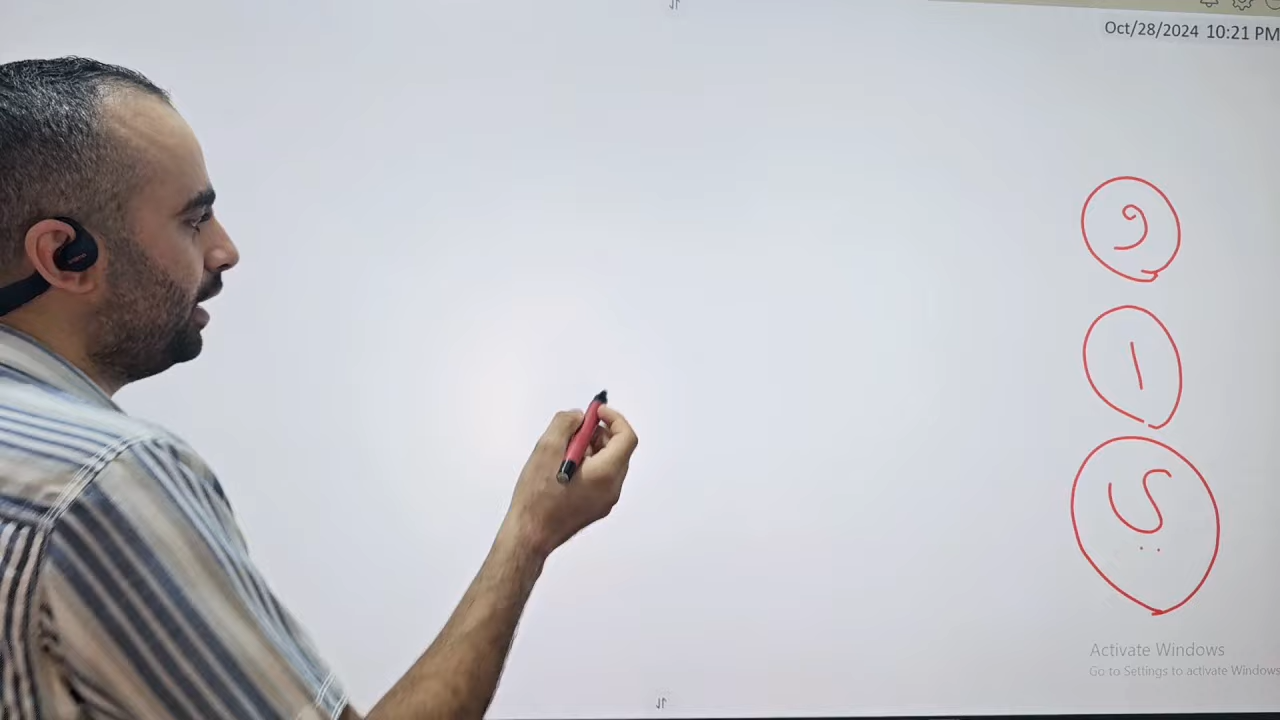 Oct/28/2024 10:21 PM
و
ا
ي
Activate Windows
Go to Settings to activate Windows